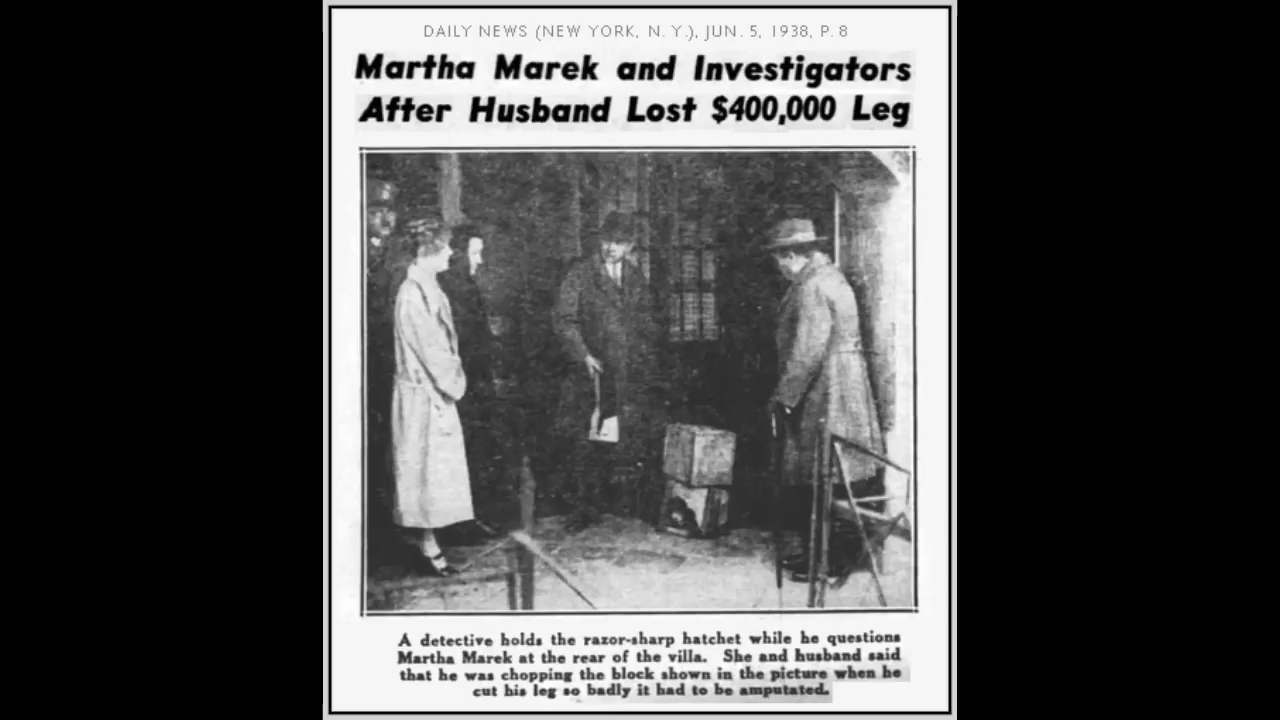 DAILY NEWS (NEW YORK, N. Y.), JUN. 5, 1938, P. 8
Martha Marek and Investigators
After Husband Lost $400,000 Leg
A detective holds the razor-sharp hatchet while he questions
Martha Marek at the rear of the villa. She and husband said
that he was chopping the block shown in the picture when he
cut his leg so badly it had to be amputated.